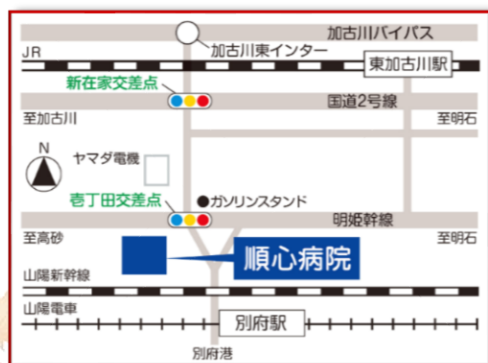 加古川バイパス
JR
加古川東インター
東加古川駅
新在家交差点
国道2号線
至加古川
至明石
N
ヤマダ電機
壱丁田交差点
●ガソリンスタンド
明姫幹線
至高砂
至明石
順心病院
山陽新幹線
山陽電車
別府駅
別府港